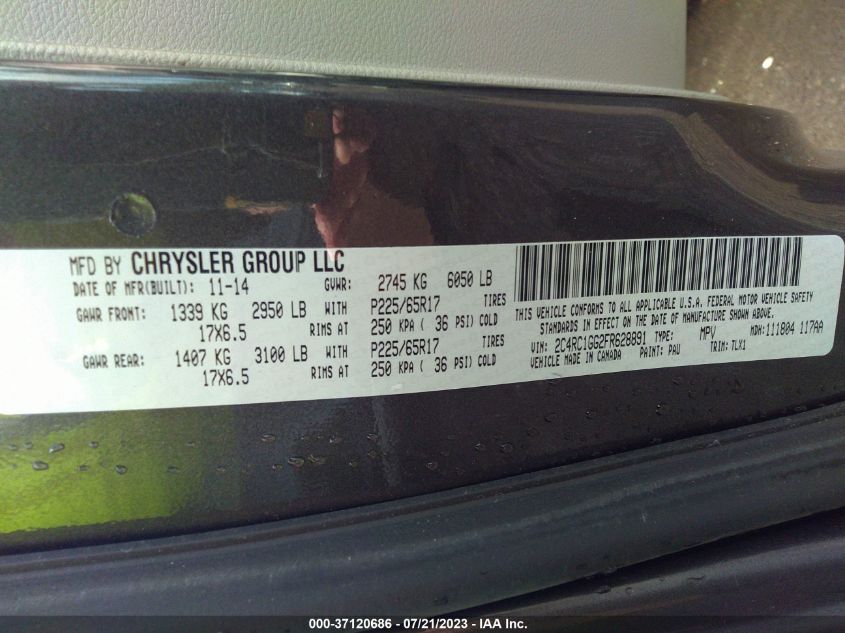 MFD BY CHRYSLER GROUP LLC
DATE OF MFR(BUILT): 11-14 GVWR: 2745 KG 6050 LB
GAWR FRONT: 1339 KG 2950 LB WITH P225/65R17 TIRES
17X6.5 RIMS AT 250 KPA ( 36 PSI) COLD
GAWR REAR: 1407 KG 3100 LB WITH P225/65R17 TIRES
17X6.5 RIMS AT 250 KPA ( 36 PSI) COLD
THIS VEHICLE CONFORMS TO ALL APPLICABLE U.S.A. FEDERAL MOTOR VEHICLE SAFETY
STANDARDS IN EFFECT ON THE DATE OF MANUFACTURE SHOWN ABOVE.
VIN: 2C4RC1GG2FR628891 TYPE: MPV MDH: 111804 117AA
VEHICLE MADE IN CANADA PAINT: PAU TRIM: TLX1
000-37120686 - 07/21/2023 - IAA Inc.